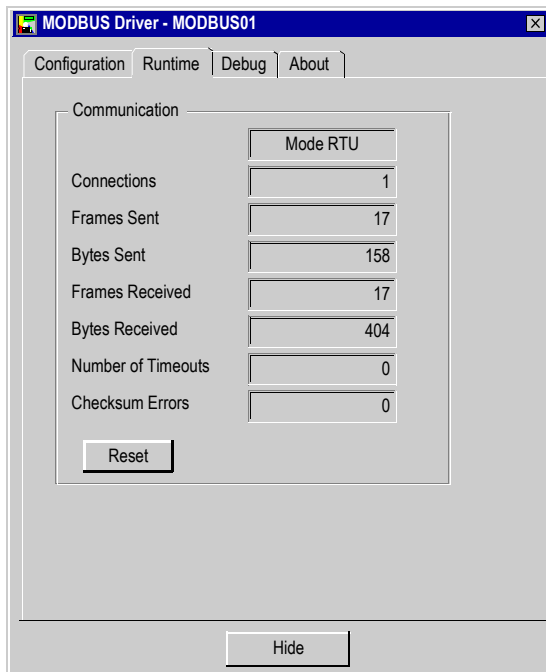 MODBUS Driver - MODBUS01
Configuration Runtime Debug About
Communication
Mode RTU
Connections 1
Frames Sent 17
Bytes Sent 158
Frames Received 17
Bytes Received 404
Number of Timeouts 0
Checksum Errors 0
Reset
Hide